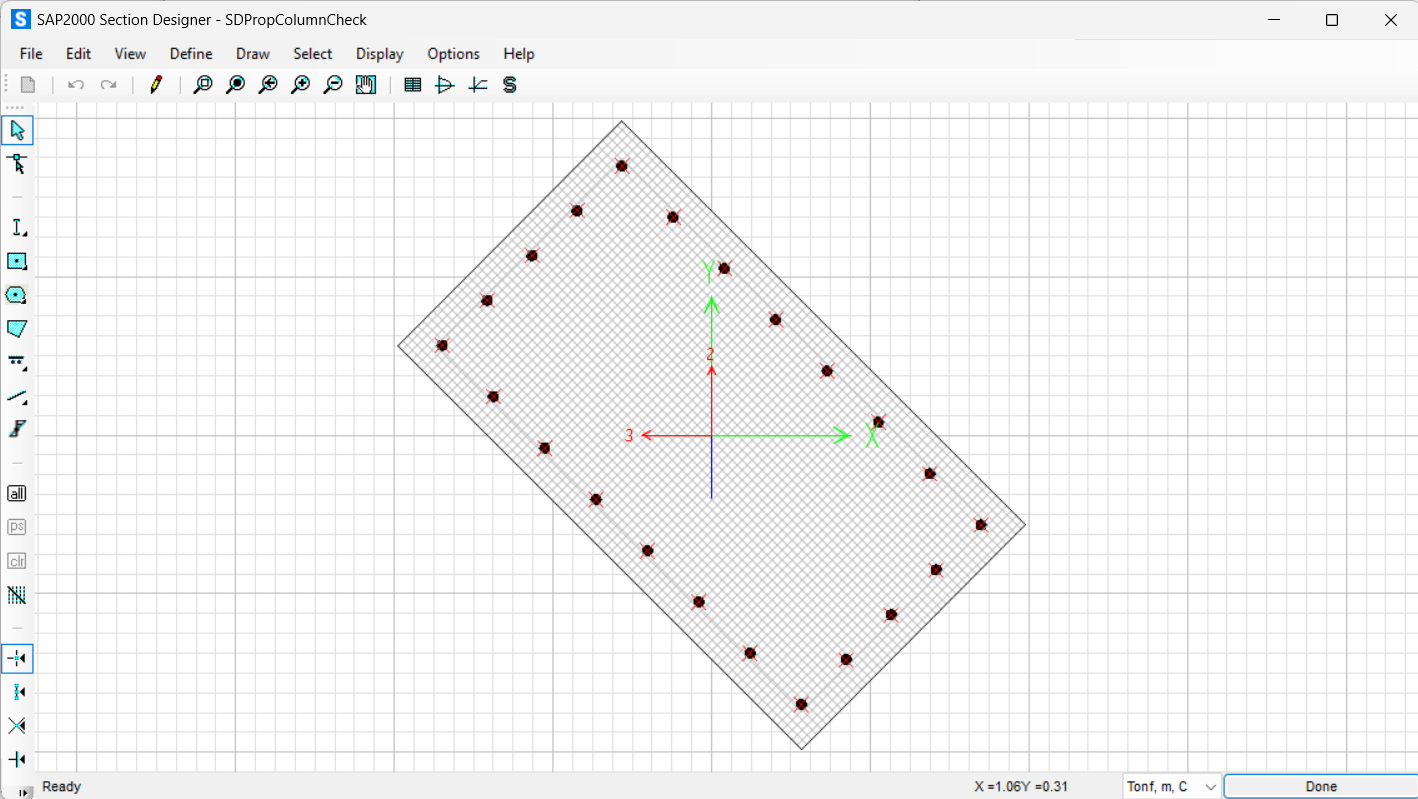 S SAP2000 Section Designer - SDPropColumnCheck
File Edit View Define Draw Select Display Options Help
S
Y
2
3
X
all
ps
clr
Ready X =1.06Y =0.31 Tonf, m, C Done